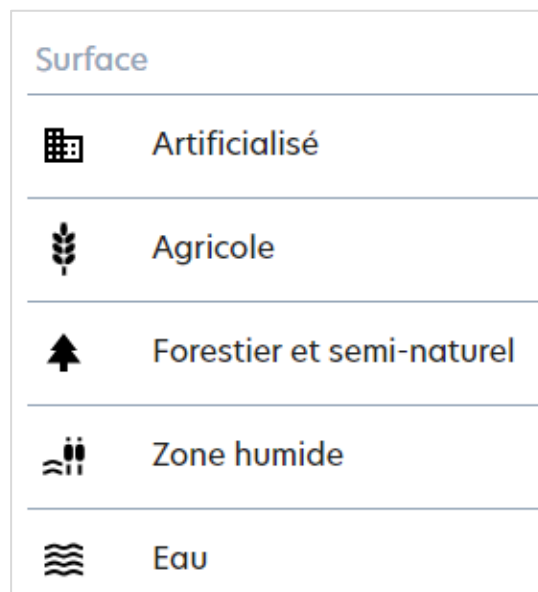 Surface
Artificialisé
Agricole
Forestier et semi-naturel
Zone humide
Eau